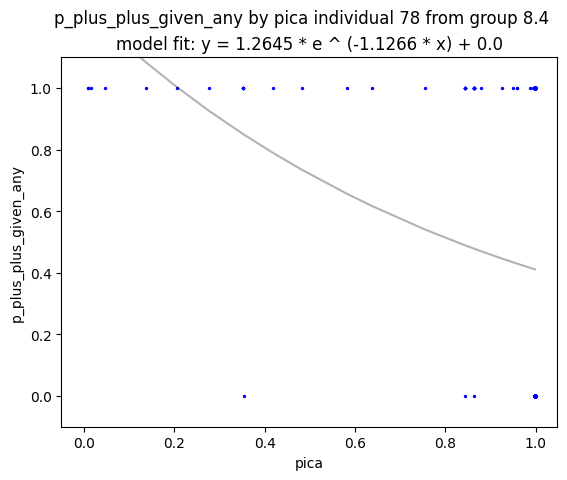 p_plus_plus_given_any by pica individual 78 from group 8.4
model fit: y = 1.2645 * e ^ (-1.1266 * x) + 0.0
1.0
0.8
0.6
0.4
0.2
0.0
p_plus_plus_given_any
0.0 0.2 0.4 0.6 0.8 1.0
pica